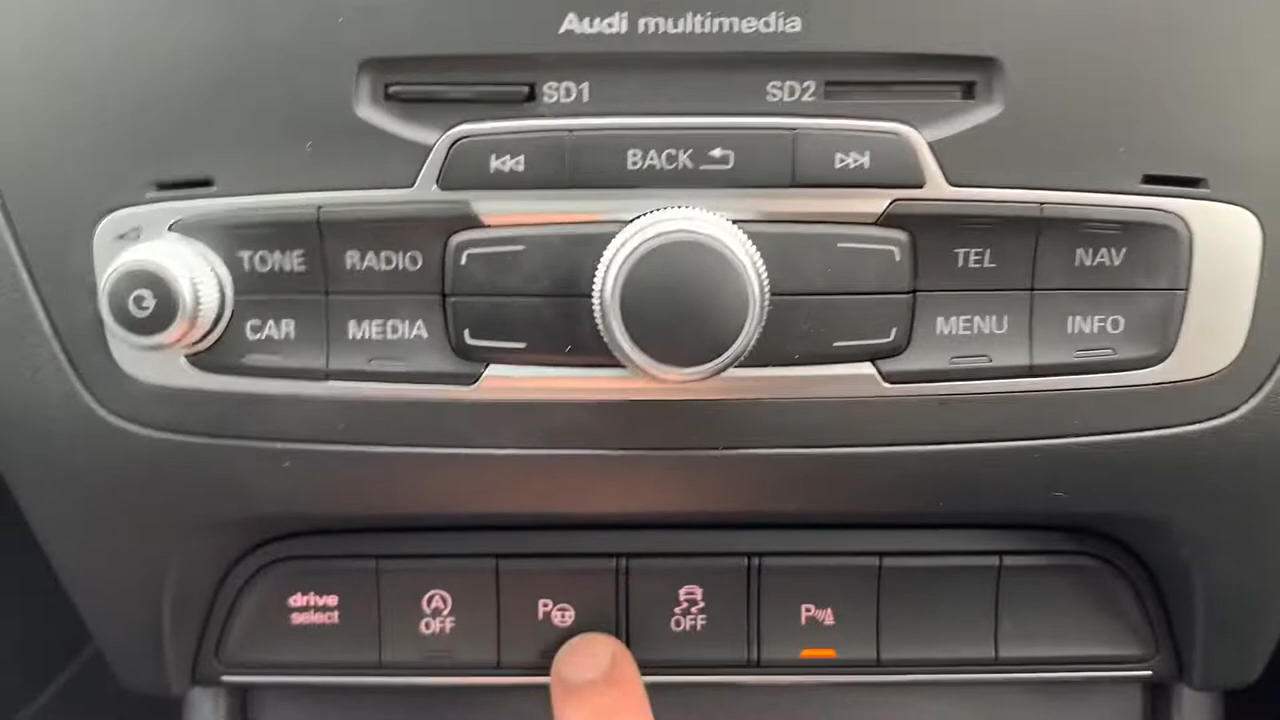 Audi multimedia
SD1 SD2
BACK
TONE RADIO TEL NAV
CAR MEDIA MENU INFO
drive
select
A
OFF
P
OFF
P